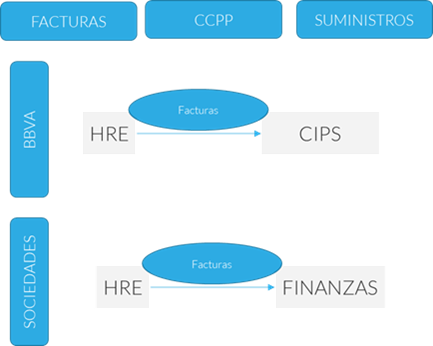 FACTURAS
CCPP
SUMINISTROS
BBVA
Facturas
HRE
CIPS
SOCIEDADES
Facturas
HRE
FINANZAS